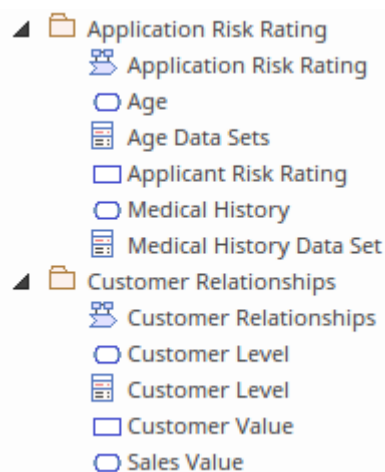 Application Risk Rating
Application Risk Rating
Age
Age Data Sets
Applicant Risk Rating
Medical History
Medical History Data Set
Customer Relationships
Customer Relationships
Customer Level
Customer Level
Customer Value
Sales Value